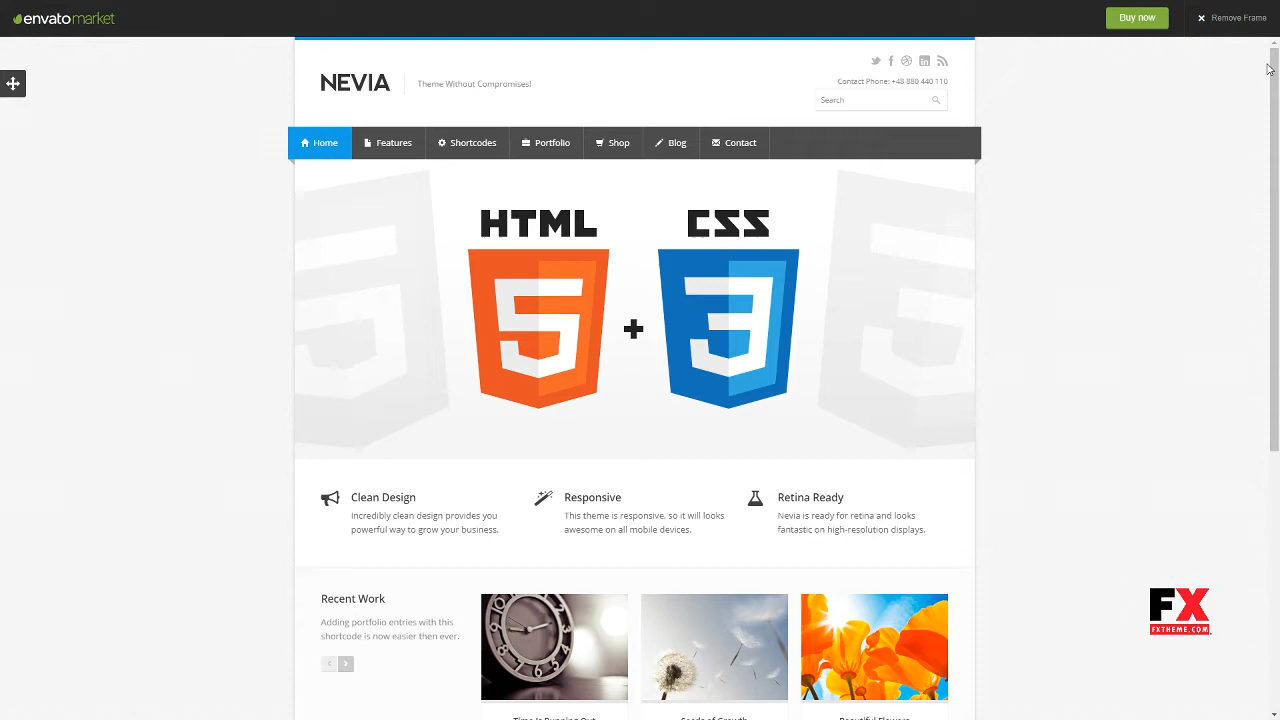 envatomarket
Buy now
Remove Frame
NEVIA
Theme Without Compromises!
Contact Phone: +48 880 440 110
Search
Home
Features
Shortcodes
Portfolio
Shop
Blog
Contact
HTML
CSS
5
+
3
Clean Design
Incredibly clean design provides you
powerful way to grow your business.
Responsive
This theme is responsive, so it will looks
awesome on all mobile devices.
Retina Ready
Nevia is ready for retina and looks
fantastic on high-resolution displays.
Recent Work
Adding portfolio entries with this
shortcode is now easier then ever.
FX
FXTHEME.COM